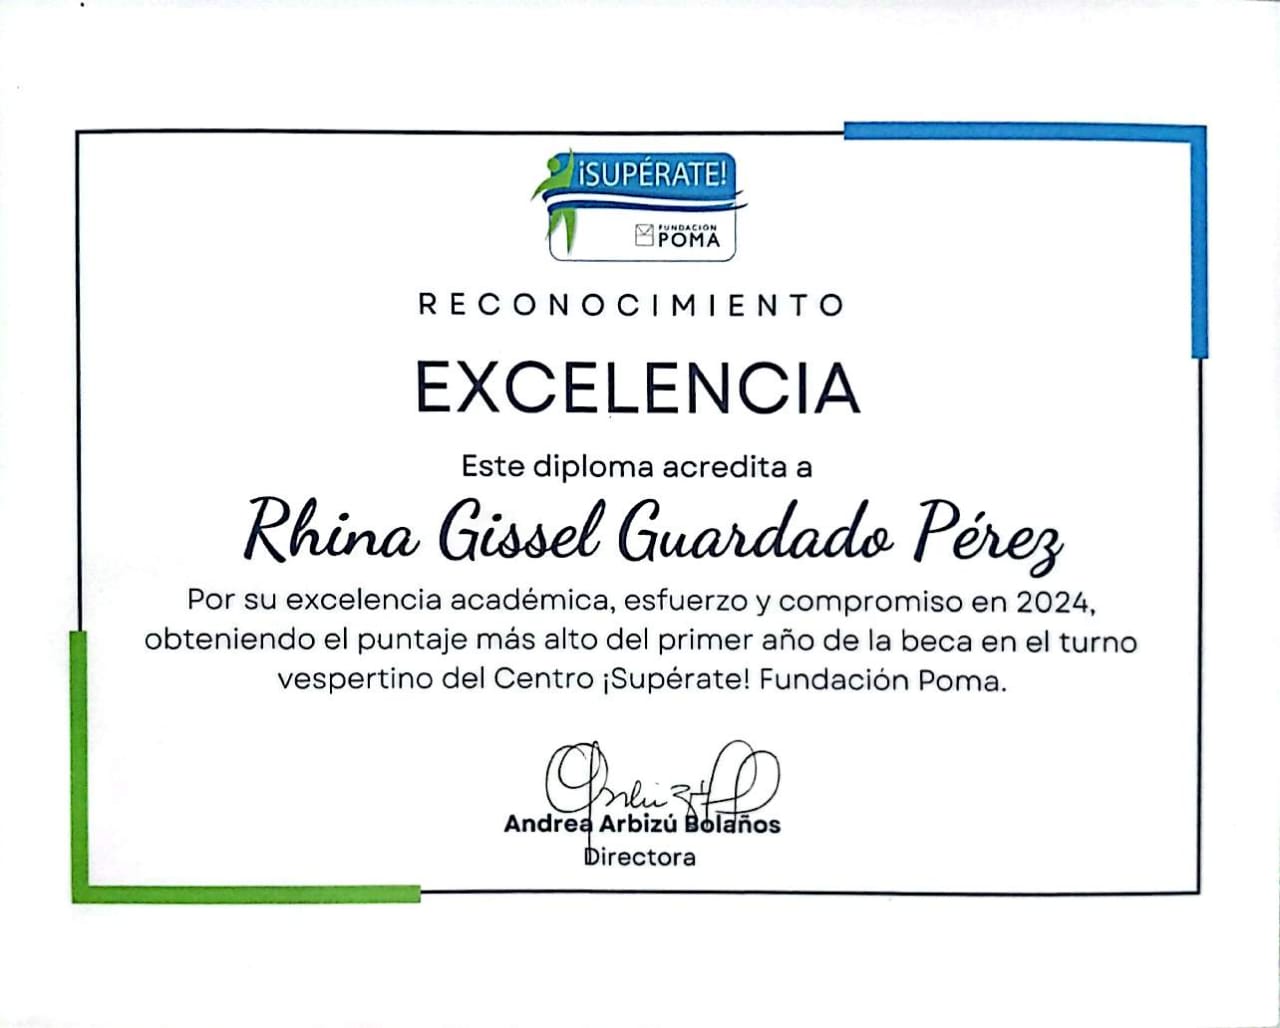 ¡SUPÉRATE!
FUNDACIÓN
POMA
RECONOCIMIENTO
EXCELENCIA
Este diploma acredita a
Rhina Gissel Guardado Pérez
Por su excelencia académica, esfuerzo y compromiso en 2024,
obteniendo el puntaje más alto del primer año de la beca en el turno
vespertino del Centro ¡Supérate! Fundación Poma.
Andrea Arbizú Bolaños
Directora